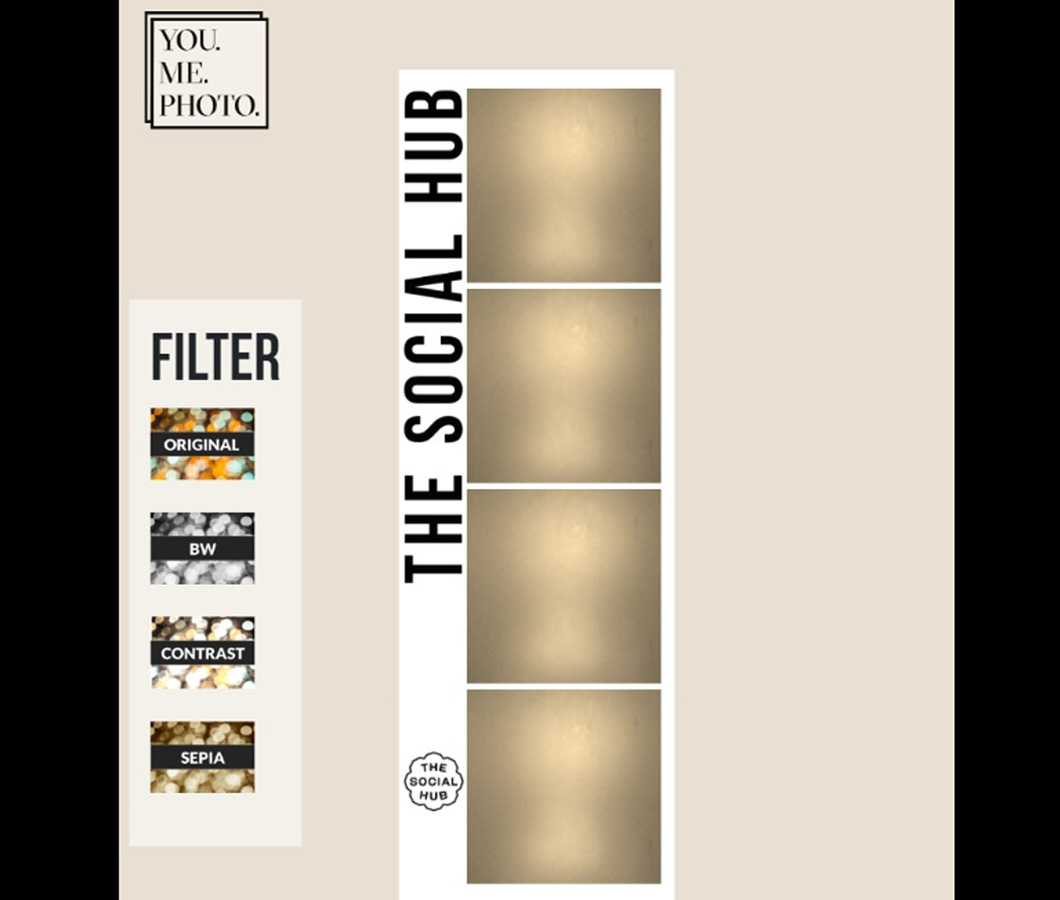 YOU.
ME.
PHOTO.
FILTER
ORIGINAL
BW
CONTRAST
SEPIA
THE SOCIAL HUB
THE
SOCIAL
HUB